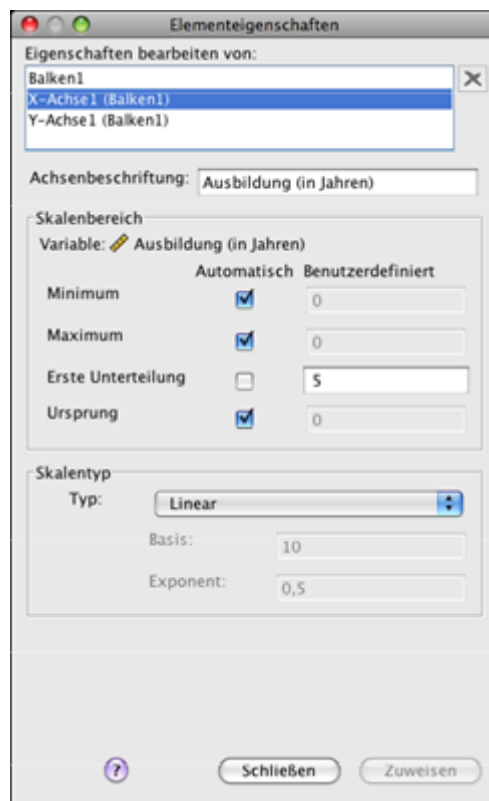 Elementeigenschaften
Eigenschaften bearbeiten von:
Balken1
X-Achse1 (Balken1)
Y-Achse1 (Balken1)
Achsenbeschriftung: Ausbildung (in Jahren)
Skalenbereich
Variable: Ausbildung (in Jahren)
Automatisch Benutzerdefiniert
Minimum 0
Maximum 0
Erste Unterteilung 5
Ursprung 0
Skalentyp
Typ: Linear
Basis: 10
Exponent: 0,5
? Schließen Zuweisen